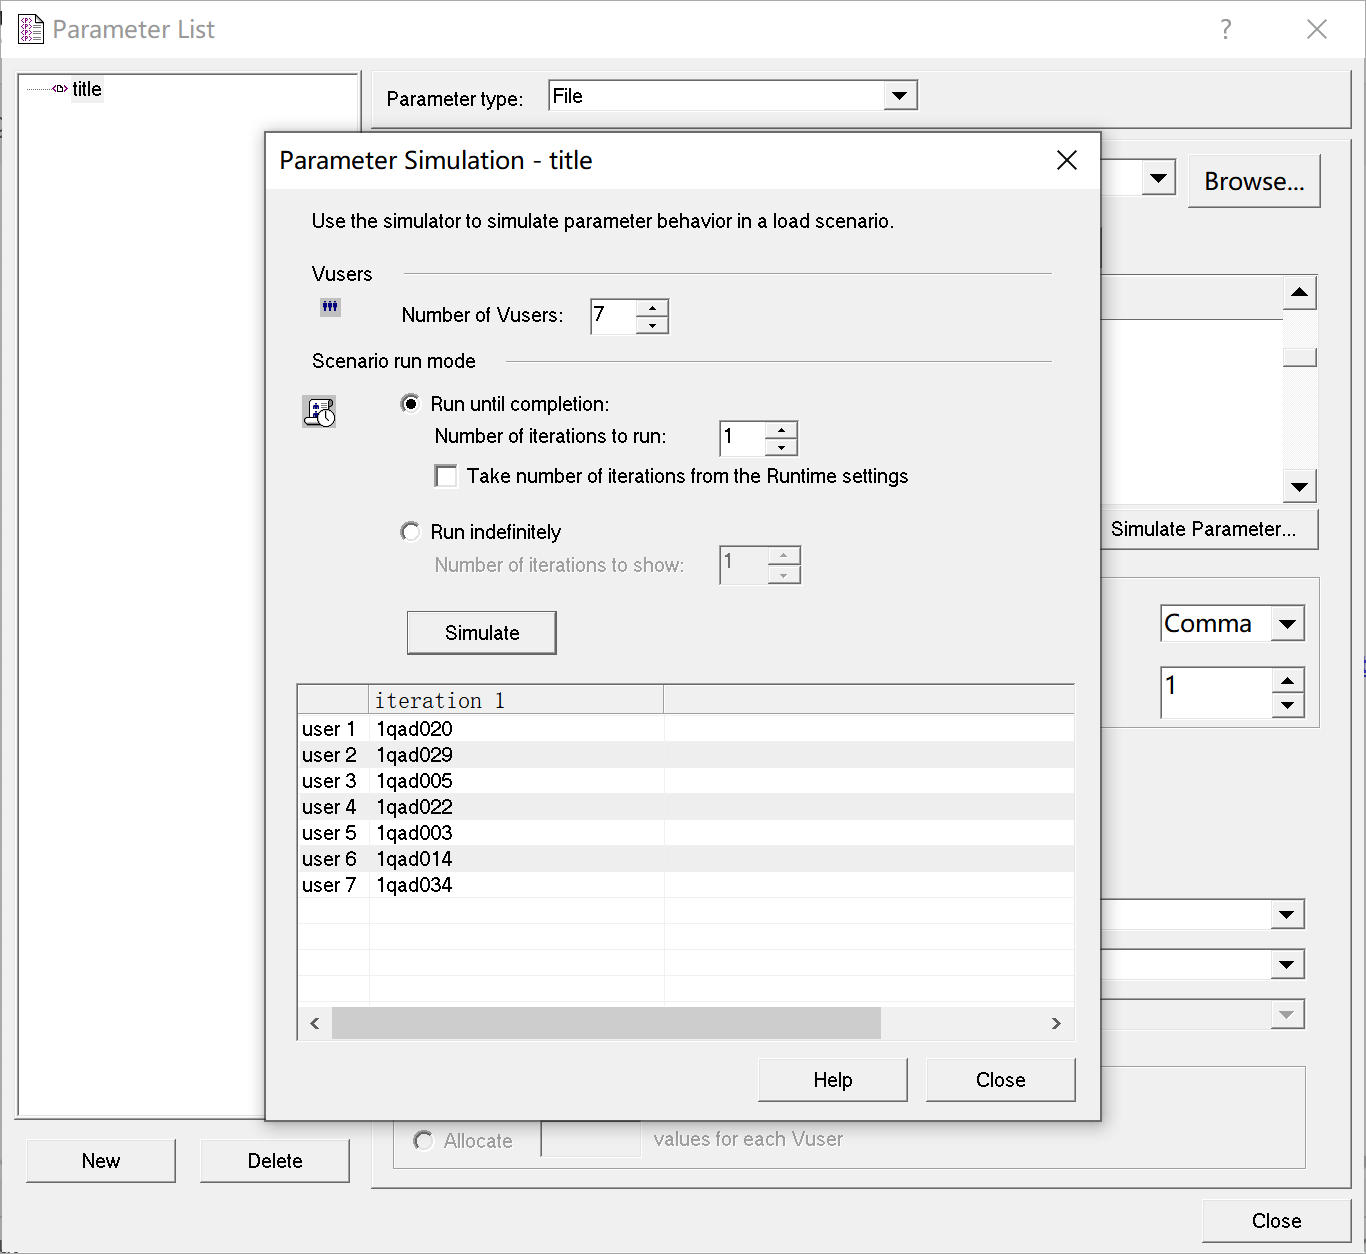 Parameter List
title
Parameter type: File
Parameter Simulation - title
Browse...
Use the simulator to simulate parameter behavior in a load scenario.
Vusers
Number of Vusers: 7
Scenario run mode
Run until completion:
Number of iterations to run: 1
Take number of iterations from the Runtime settings
Run indefinitely
Number of iterations to show: 1
Simulate Parameter...
Simulate
Comma
1
iteration 1
user 1 1qad020
user 2 1qad029
user 3 1qad005
user 4 1qad022
user 5 1qad003
user 6 1qad014
user 7 1qad034
Help Close
Allocate values for each Vuser
New Delete
Close